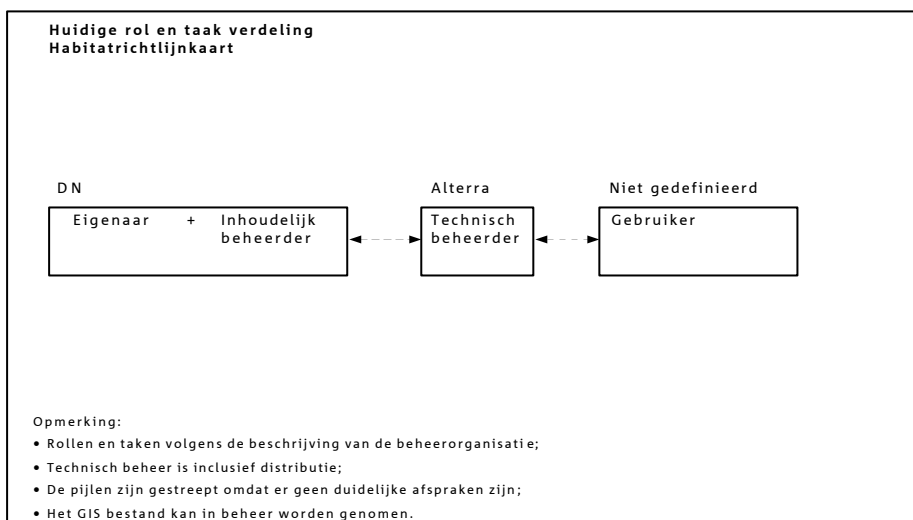 Huidige rol en taak verdeling
Habitatrichtlijnkaart
DN
Alterra
Niet gedefinieerd
Eigenaar + Inhoudelijk
beheerder
Technisch
beheerder
Gebruiker
Opmerking:
• Rollen en taken volgens de beschrijving van de beheerorganisatie;
• Technisch beheer is inclusief distributie;
• De pijlen zijn gestreept omdat er geen duidelijke afspraken zijn;
• Het GIS bestand kan in beheer worden genomen.